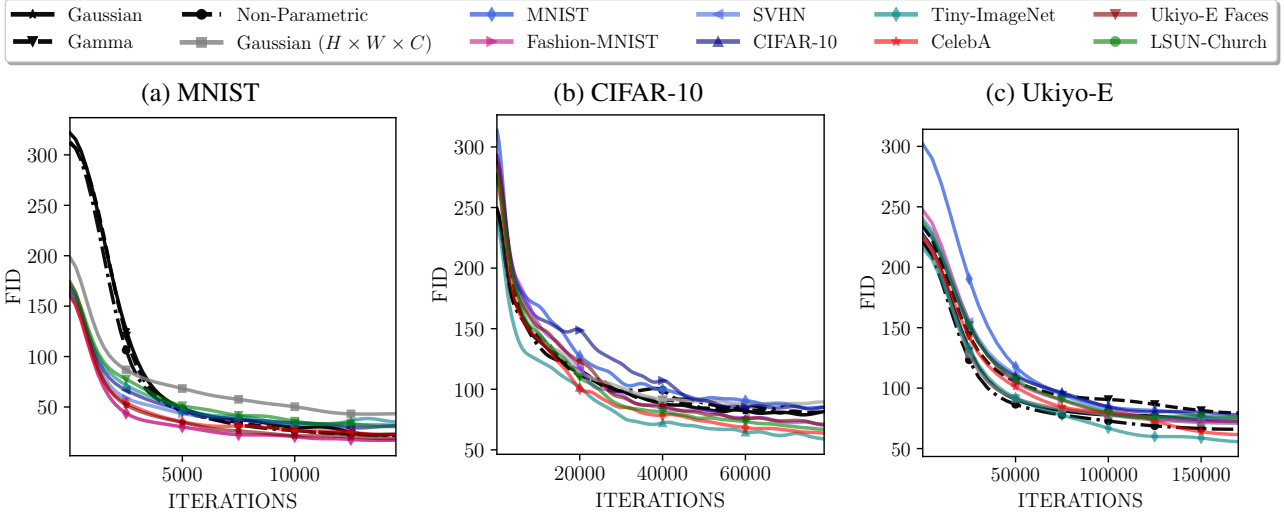 Gaussian Non-Parametric MNIST SVHN Tiny-ImageNet Ukiyo-E Faces
Gamma Gaussian (H × W × C) Fashion-MNIST CIFAR-10 CelebA LSUN-Church
(a) MNIST
300
250
200
150
100
50
5000 10000
FID
ITERATIONS
(b) CIFAR-10
300
250
200
150
100
50
20000 40000 60000
FID
ITERATIONS
(c) Ukiyo-E
300
250
200
150
100
50
50000 100000 150000
FID
ITERATIONS